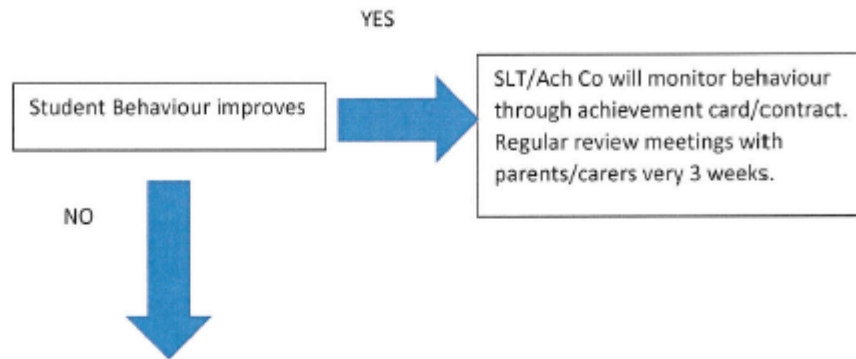 YES
Student Behaviour improves
SLT/Ach Co will monitor behaviour
through achievement card/contract.
Regular review meetings with
parents/carers very 3 weeks.
NO